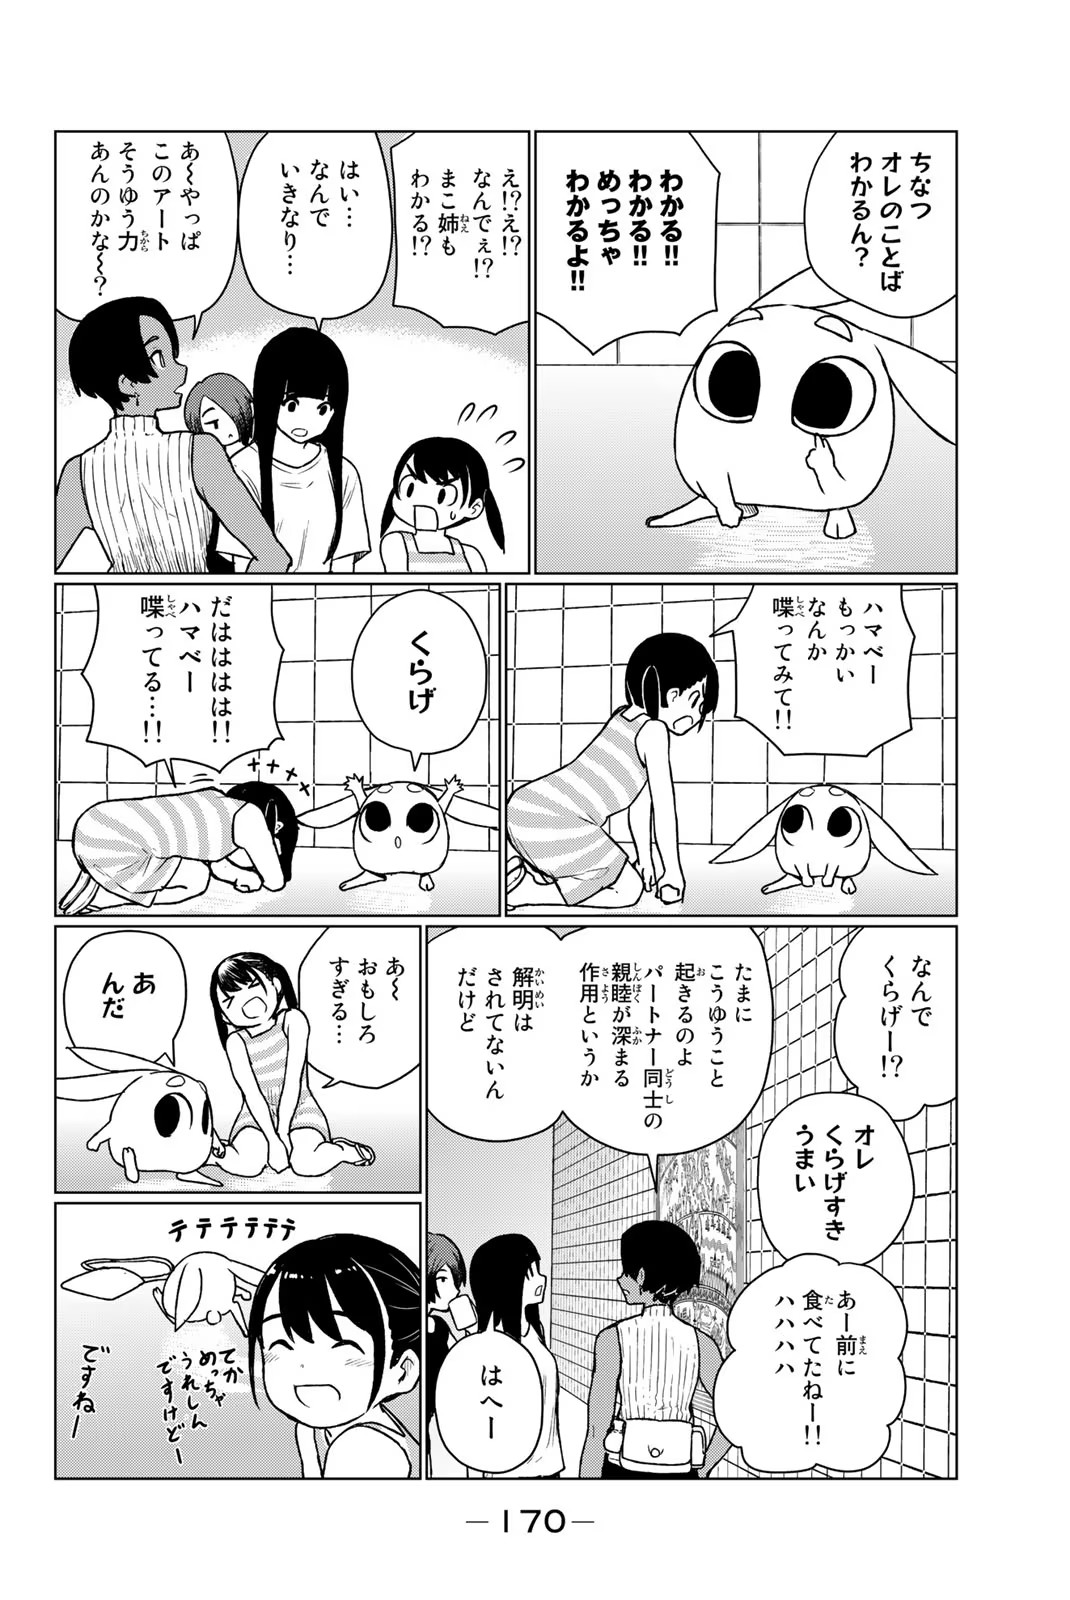 ちなつ
オレのことば
わかるん?
わかる!!
わかる!!
めっちゃ
わかるよ!!
え!?え!?
なんでぇ!?
まこ姉も
わかる!?
はい…
なんで
いきなり…
あ〜やっぱ
このアート
そうゆう力
あんのかな〜?
ハマベー
もっかい
なんか
喋ってみて!!
くらげ
だははははは!!
ハマベー
喋ってる…!!
なんで
くらげー!?
オレ
くらげすき
うまい
あー前に
食べてたねー!!
ハハハハ
たまに
こうゆうこと
起きるのよ
パートナー同士の
親睦が深まる
作用というか
解明は
されてないん
だけど
はへー
あ〜
おもしろ
すぎる…
あ
んだ
テテテテテテ
てか
めっちゃ
うれしん
ですけどー
ですねー
—170—